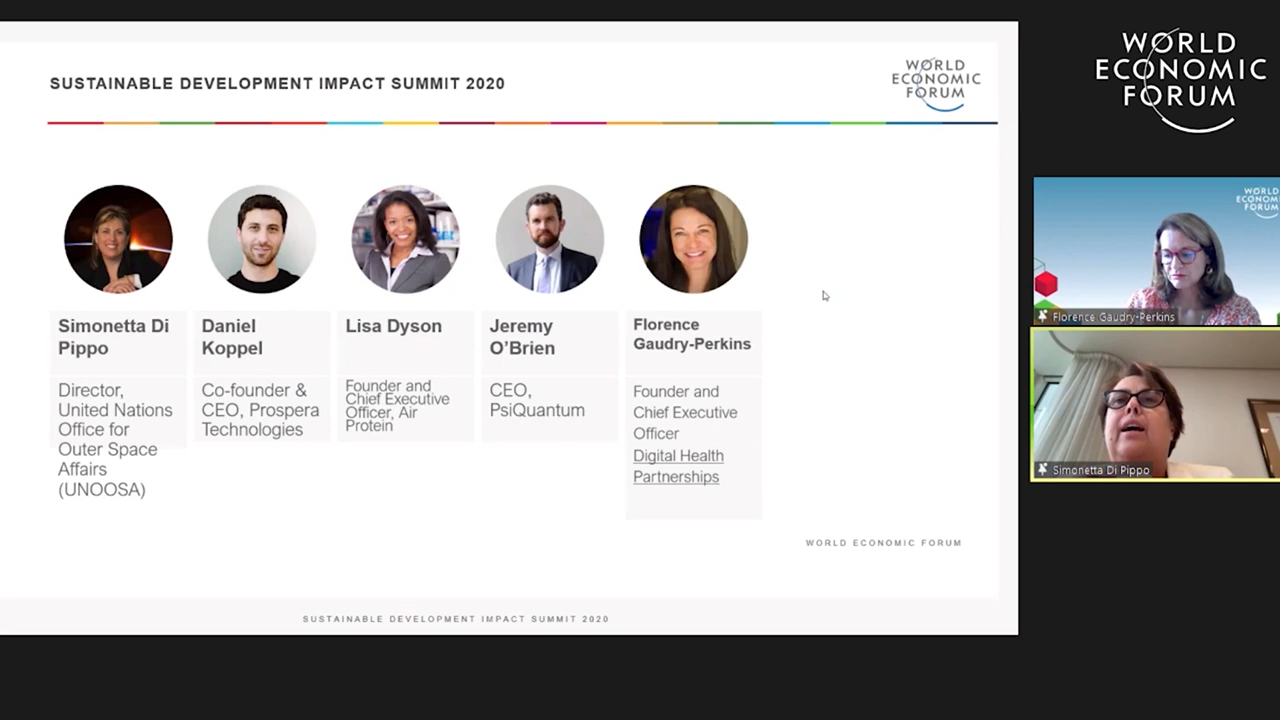 SUSTAINABLE DEVELOPMENT IMPACT SUMMIT 2020
WORLD
ECONOMIC
FORUM
Simonetta Di
Pippo
Director,
United Nations
Office for
Outer Space
Affairs
(UNOOSA)
Daniel
Koppel
Co-founder &
CEO, Prospera
Technologies
Lisa Dyson
Founder and
Chief Executive
Officer, Air
Protein
Jeremy
O'Brien
CEO,
PsiQuantum
Florence
Gaudry-Perkins
Founder and
Chief Executive
Officer
Digital Health
Partnerships
WORLD ECONOMIC FORUM
SUSTAINABLE DEVELOPMENT IMPACT SUMMIT 2020
WORLD
ECONOMIC
FORUM
WORLD
ECONOM
FORUM
Florence Gaudry-Perkins
Simonetta Di Pippo